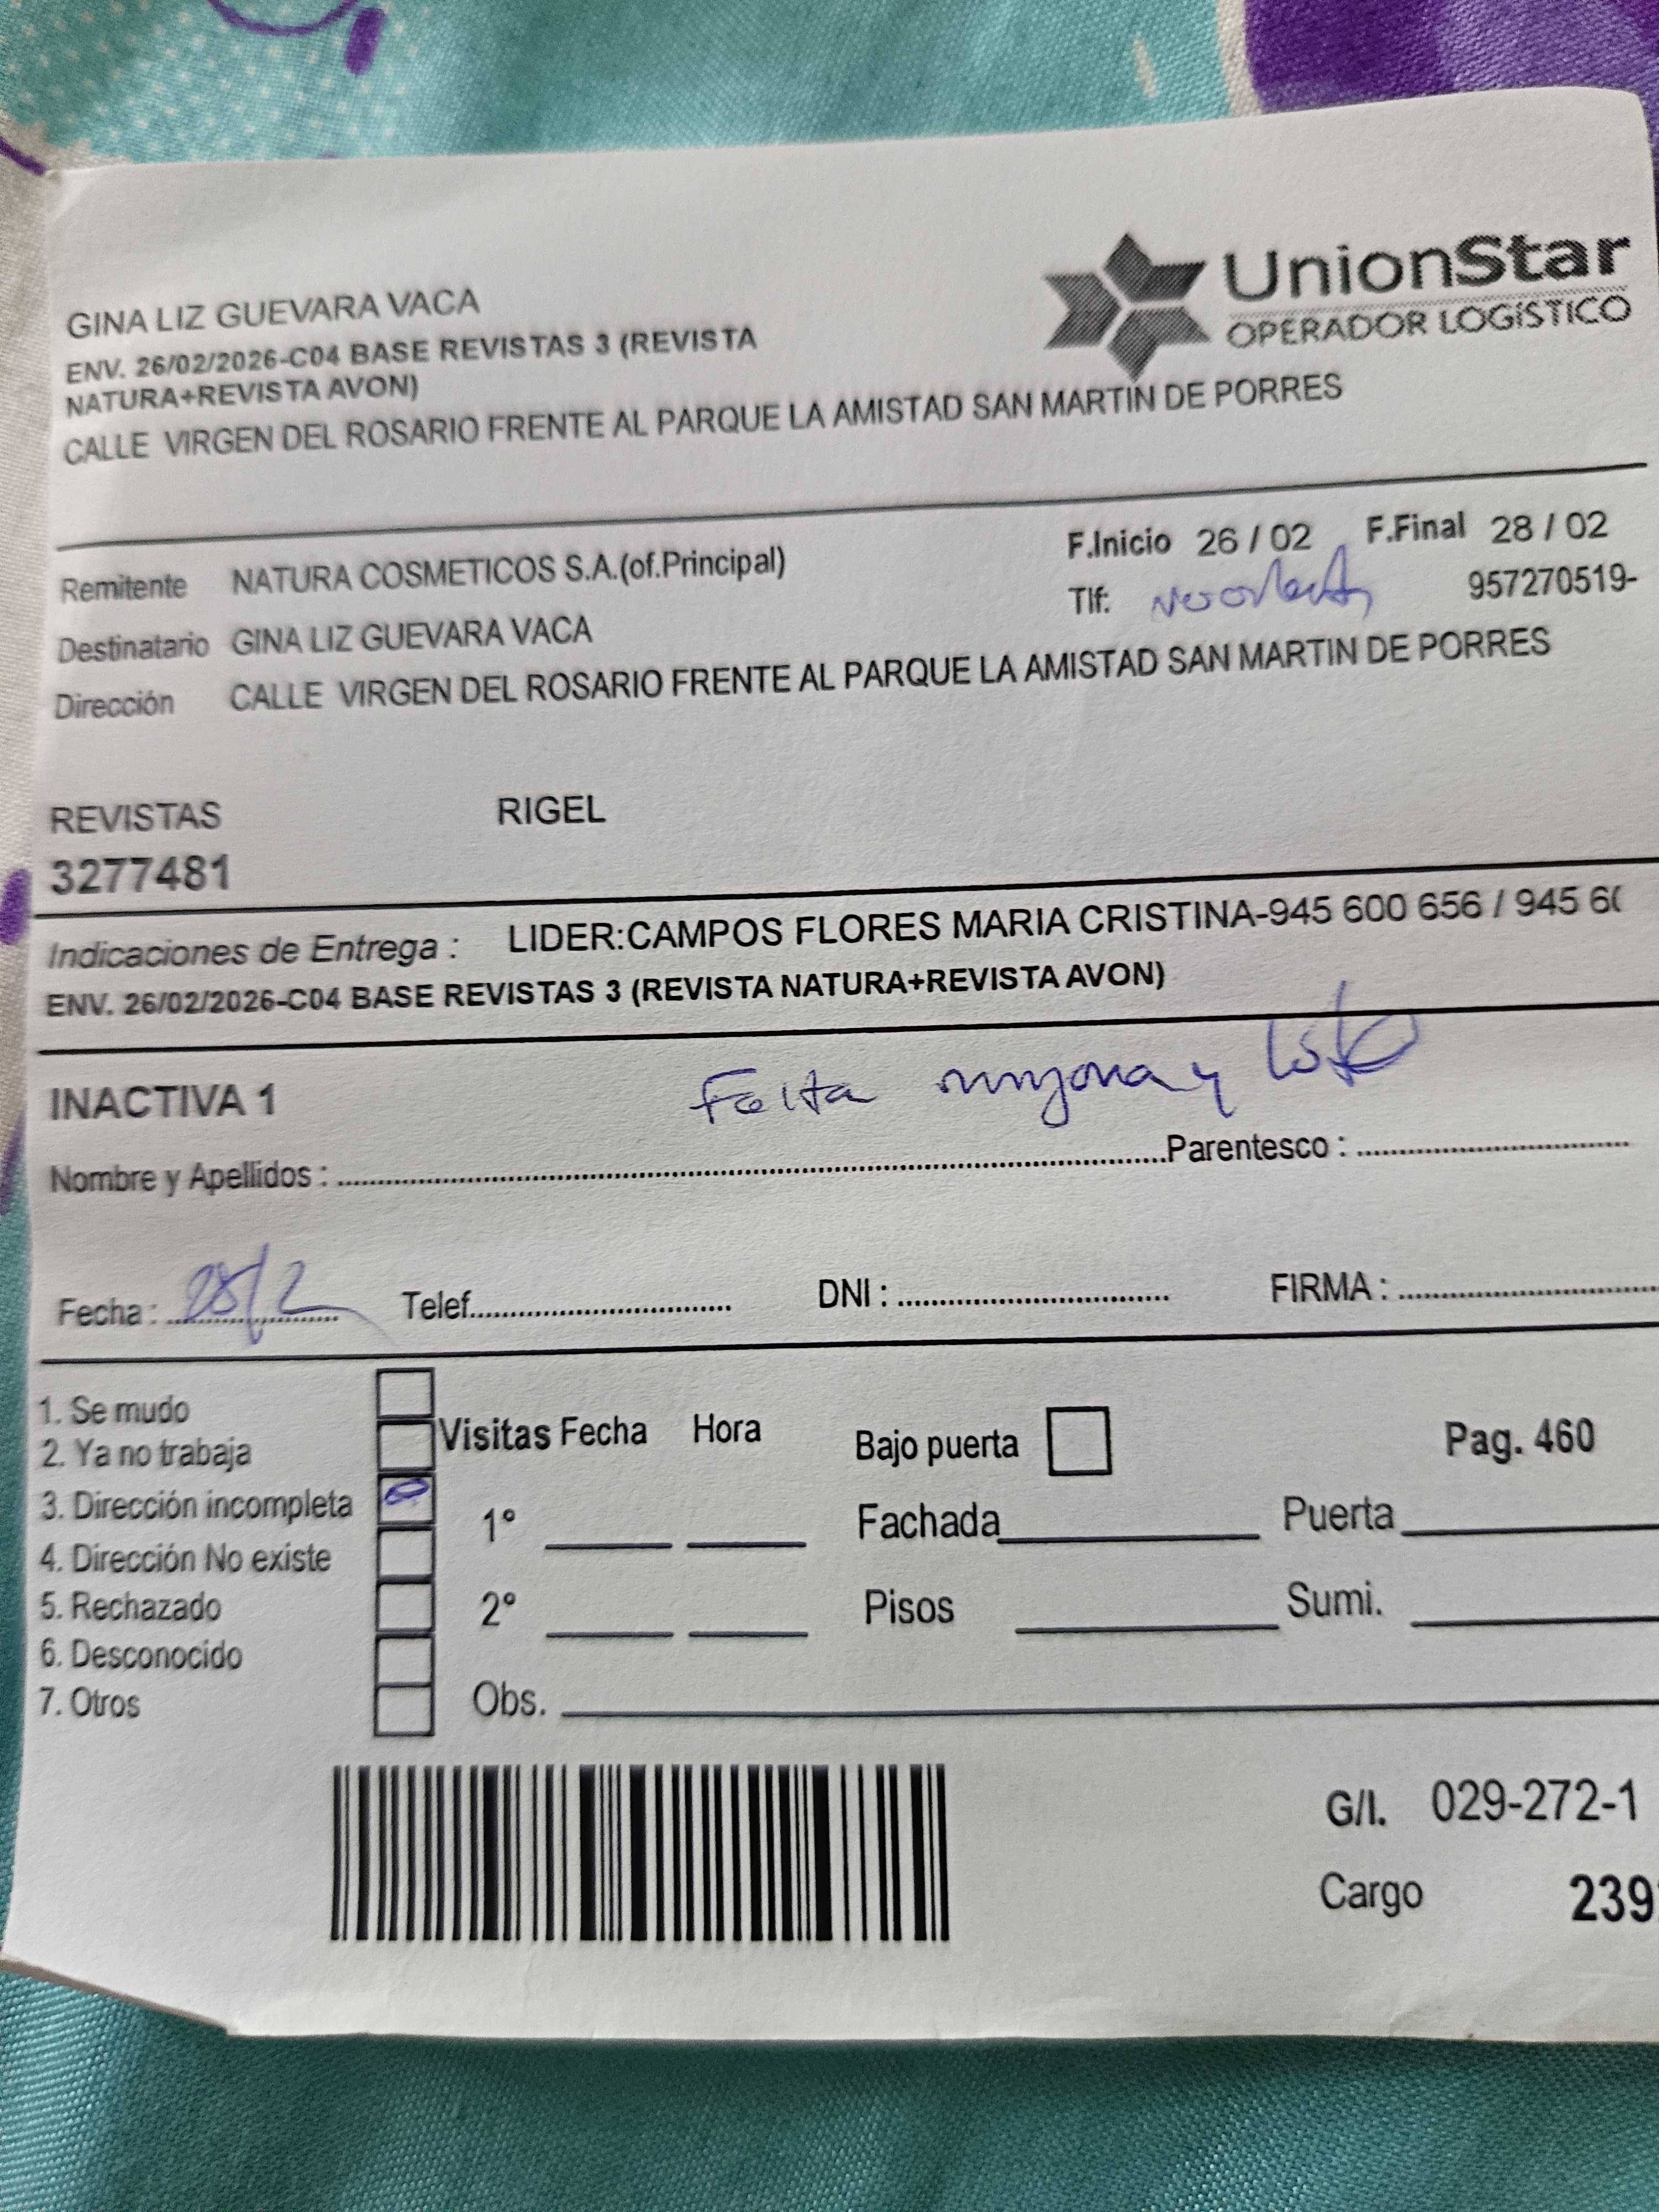 UnionStar
OPERADOR LOGÍSTICO
GINA LIZ GUEVARA VACA
ENV. 26/02/2026-C04 BASE REVISTAS 3 (REVISTA
NATURA+REVISTA AVON)
CALLE VIRGEN DEL ROSARIO FRENTE AL PARQUE LA AMISTAD SAN MARTIN DE PORRES
Remitente NATURA COSMETICOS S.A.(of.Principal) F.Inicio 26 / 02 F.Final 28 / 02
Destinatario GINA LIZ GUEVARA VACA Tlf: 957270519-
Dirección CALLE VIRGEN DEL ROSARIO FRENTE AL PARQUE LA AMISTAD SAN MARTIN DE PORRES
REVISTAS RIGEL
3277481
Indicaciones de Entrega : LIDER:CAMPOS FLORES MARIA CRISTINA-945 600 656 / 945 6
ENV. 26/02/2026-C04 BASE REVISTAS 3 (REVISTA NATURA+REVISTA AVON)
Falta manzana y lote
INACTIVA 1
Nombre y Apellidos : Parentesco :
Fecha : 28/2 Telef. DNI : FIRMA :
1. Se mudo
2. Ya no trabaja
3. Dirección incompleta
4. Dirección No existe
5. Rechazado
6. Desconocido
7. Otros
Visitas Fecha Hora
1°
2°
Obs.
Bajo puerta
Fachada Puerta
Pisos Sumi.
Pag. 460
G/I. 029-272-1
Cargo 239